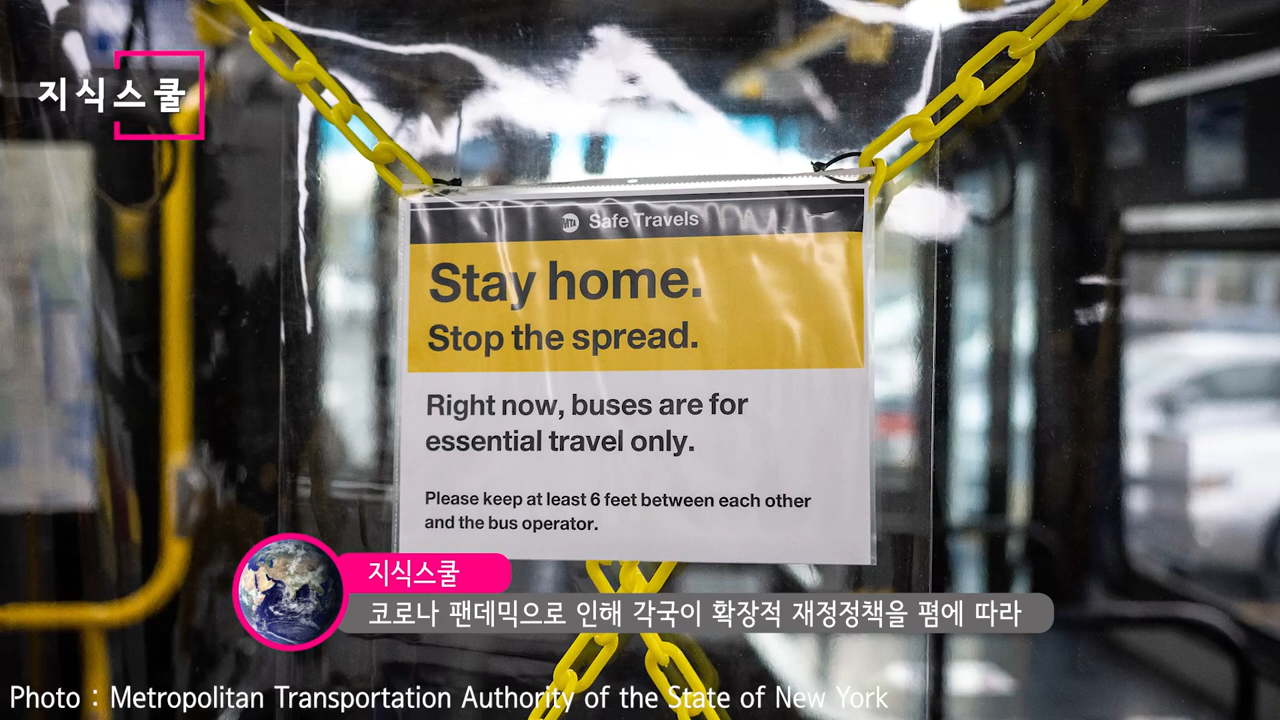 지식스쿨
MTA Safe Travels
Stay home.
Stop the spread.
Right now, buses are for
essential travel only.
Please keep at least 6 feet between each other
and the bus operator.
지식스쿨
코로나 팬데믹으로 인해 각국이 확장적 재정정책을 폄에 따라
Photo : Metropolitan Transportation Authority of the State of New York